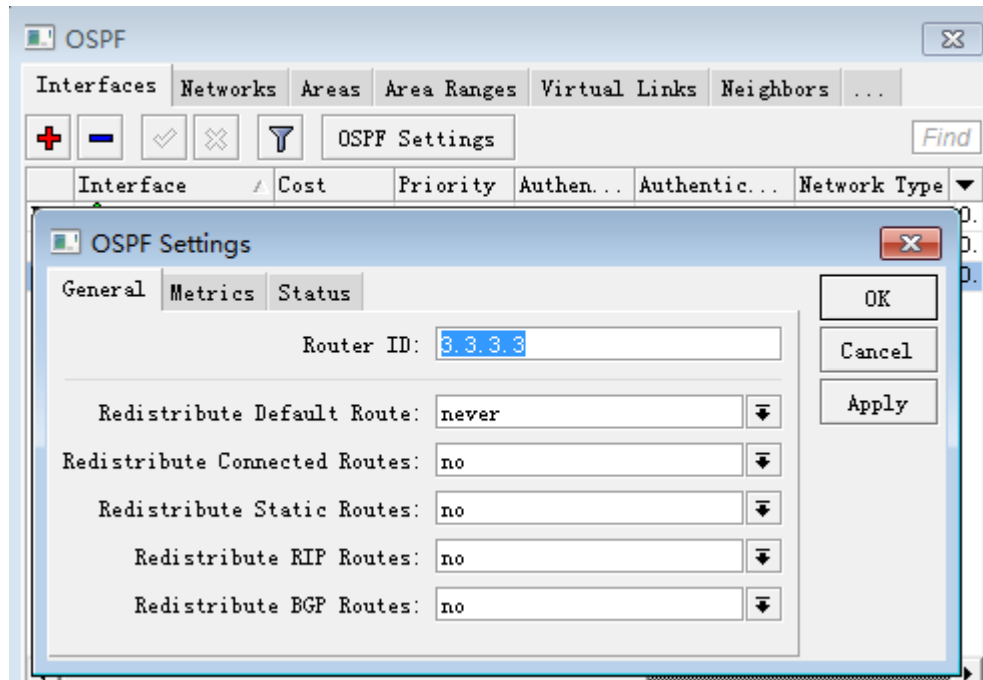 OSPF
Interfaces Networks Areas Area Ranges Virtual Links Neighbors ...
OSPF Settings Find
Interface Cost Priority Authen... Authentic... Network Type
OSPF Settings
General Metrics Status
OK
Router ID: 3.3.3.3
Cancel
Redistribute Default Route: never
Apply
Redistribute Connected Routes: no
Redistribute Static Routes: no
Redistribute RIP Routes: no
Redistribute BGP Routes: no